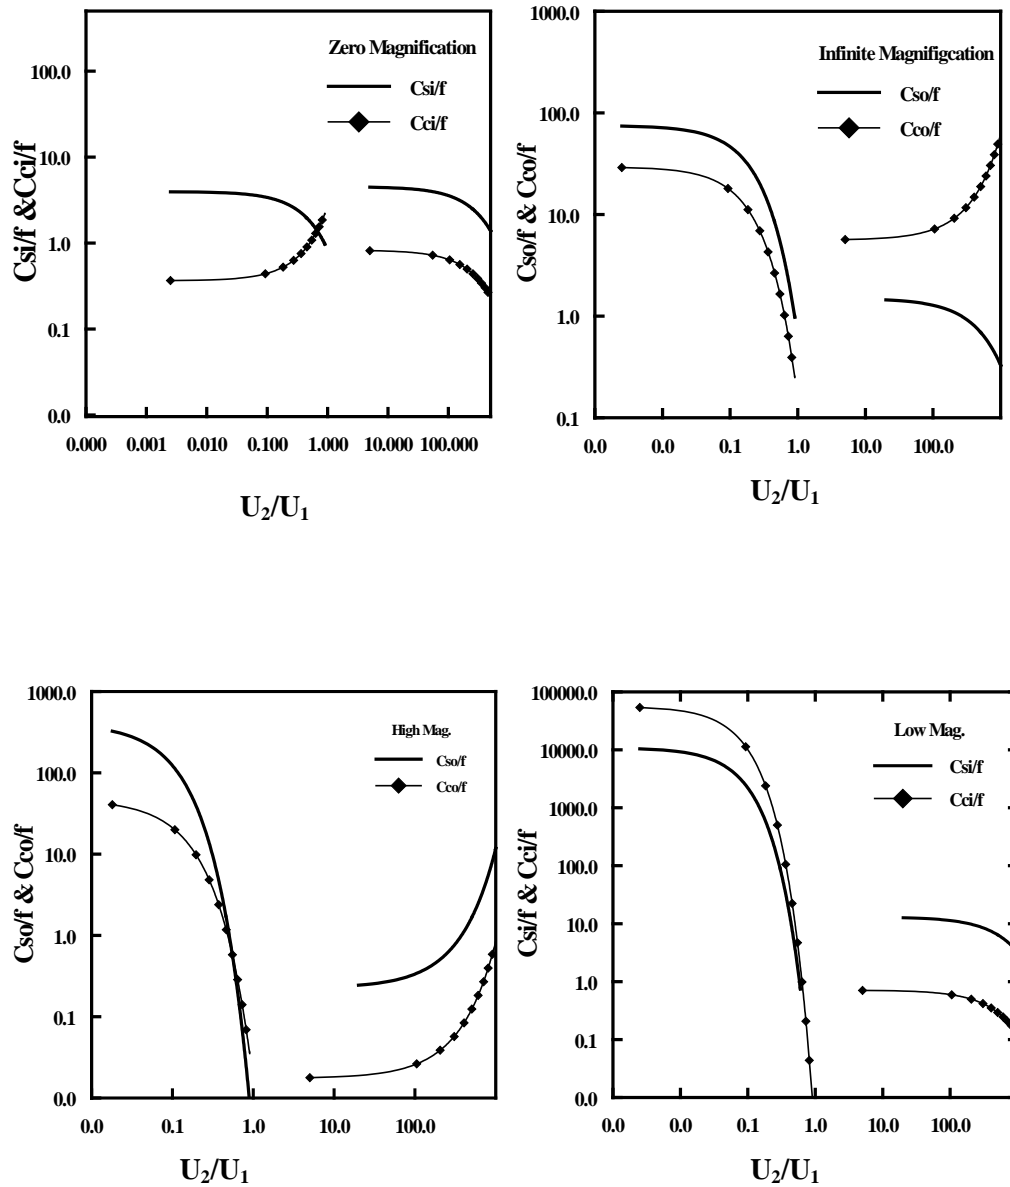 Zero Magnification
Csi/f
Cci/f
Csi/f &Cci/f
100.0
10.0
1.0
0.1
0.0
0.000 0.001 0.010 0.100 1.000 10.000 100.000
U₂/U₁
Infinite Magnifigcation
Cso/f
Cco/f
Cso/f & Cco/f
1000.0
100.0
10.0
1.0
0.1
0.0 0.0 0.1 1.0 10.0 100.0
U₂/U₁
High Mag.
Cso/f
Cco/f
Cso/f & Cco/f
1000.0
100.0
10.0
1.0
0.1
0.0
0.0 0.1 1.0 10.0 100.0
U₂/U₁
Low Mag.
Csi/f
Cci/f
Csi/f & Cci/f
100000.0
10000.0
1000.0
100.0
10.0
1.0
0.1
0.0
0.0 0.0 0.1 1.0 10.0 100.0
U₂/U₁